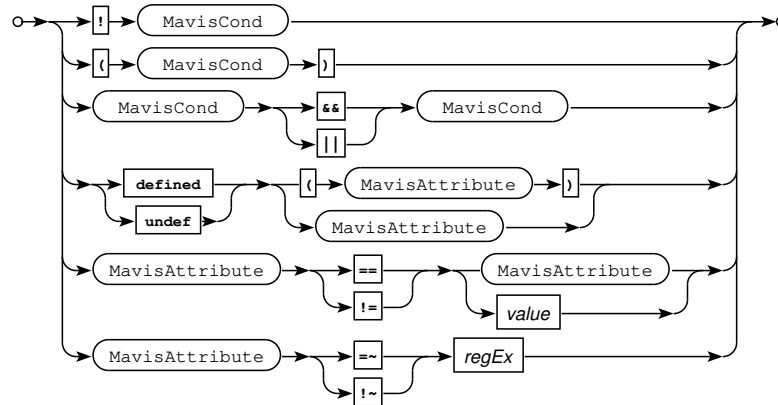 ! MavisCond
( MavisCond )
MavisCond && MavisCond
||
defined ( MavisAttribute )
undef MavisAttribute
MavisAttribute == MavisAttribute
!= value
MavisAttribute =~ regEx
!~